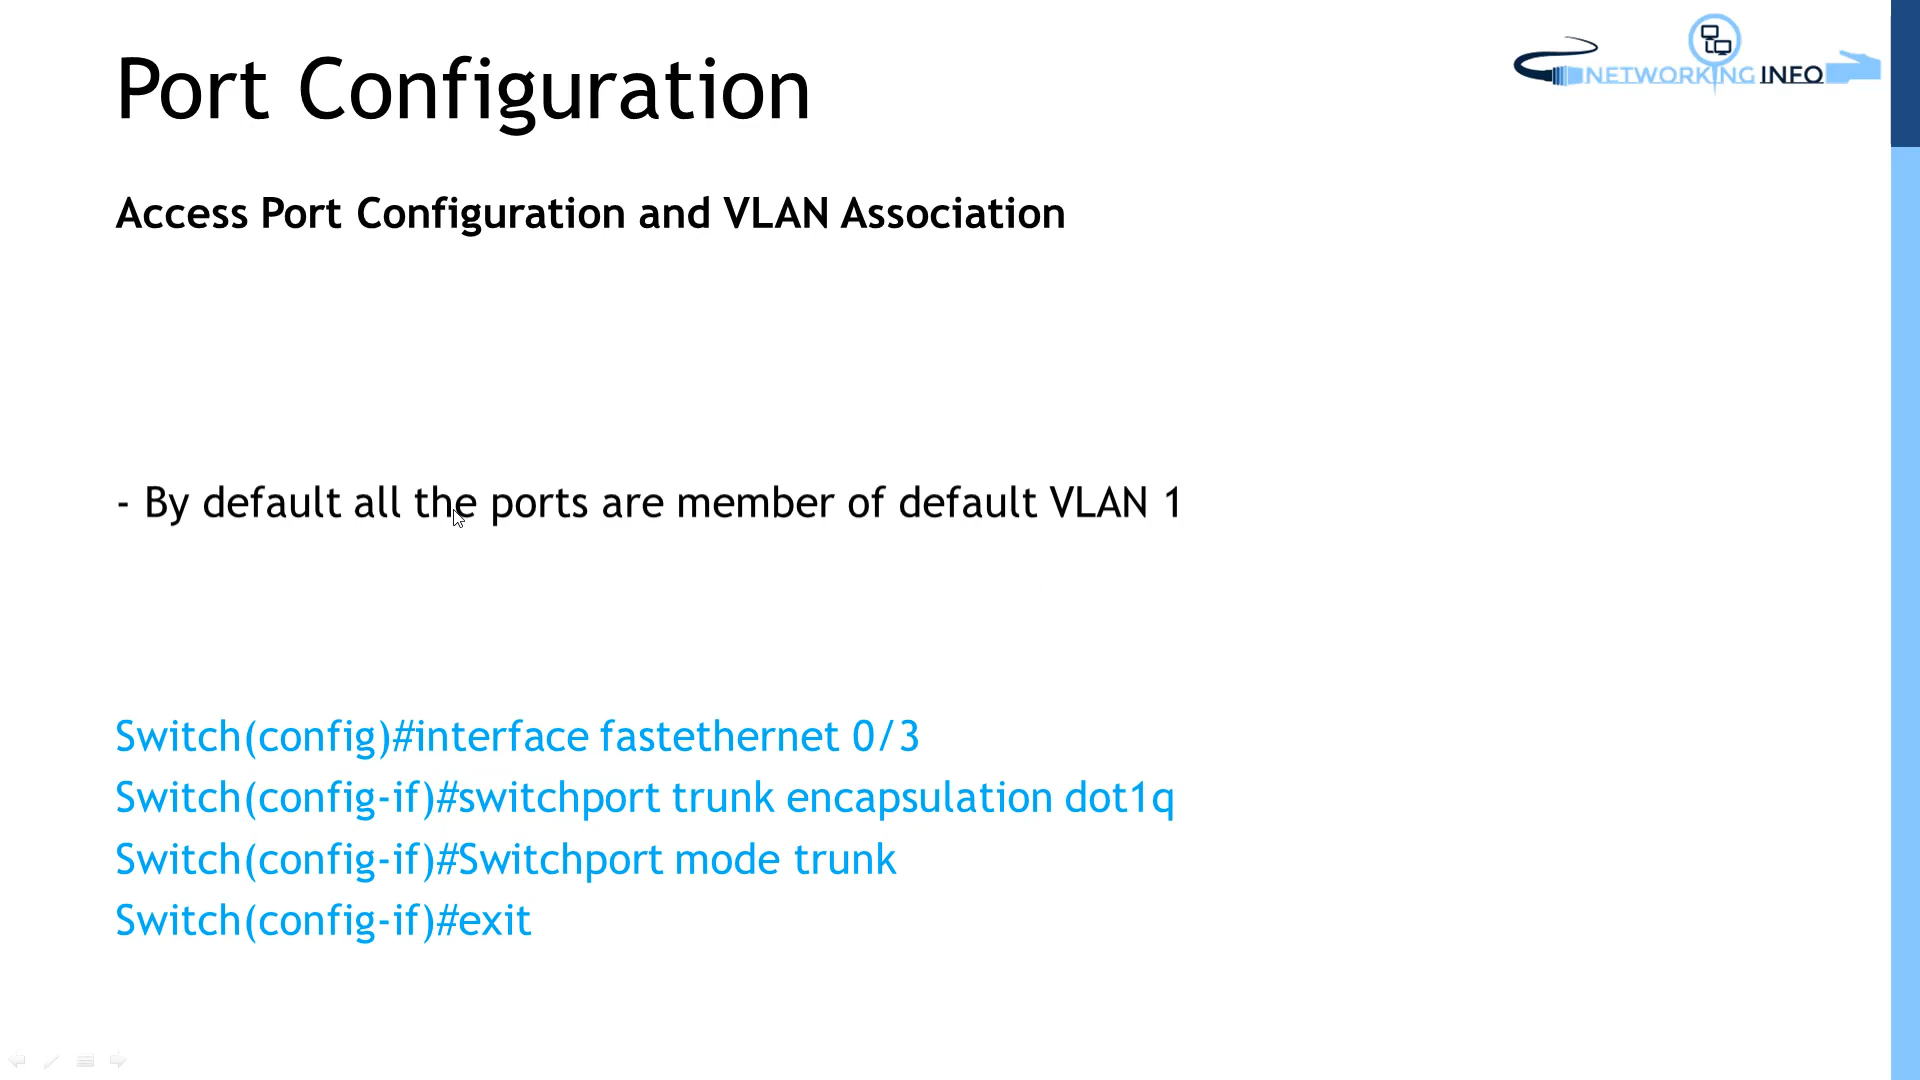 Port Configuration
NETWORKING INFO
Access Port Configuration and VLAN Association
- By default all the ports are member of default VLAN 1
Switch(config)#interface fastethernet 0/3
Switch(config-if)#switchport trunk encapsulation dot1q
Switch(config-if)#Switchport mode trunk
Switch(config-if)#exit